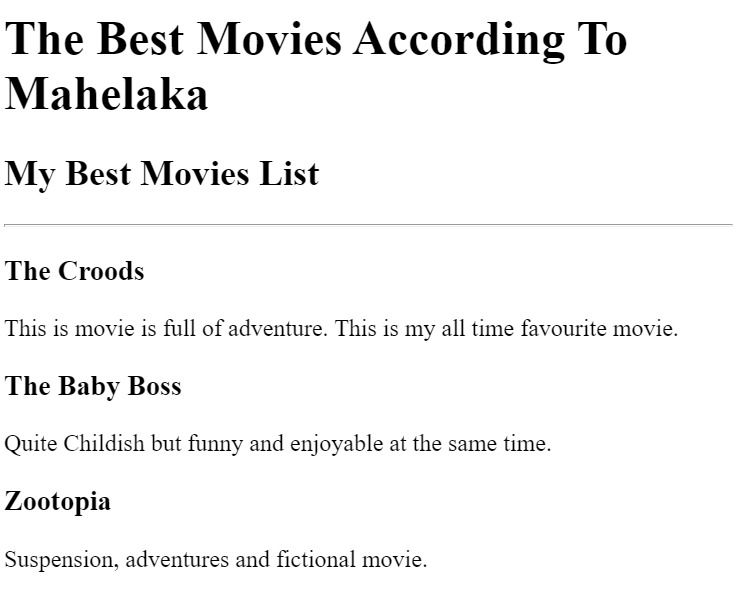 The Best Movies According To
Mahelaka
My Best Movies List
The Croods
This is movie is full of adventure. This is my all time favourite movie.
The Baby Boss
Quite Childish but funny and enjoyable at the same time.
Zootopia
Suspension, adventures and fictional movie.